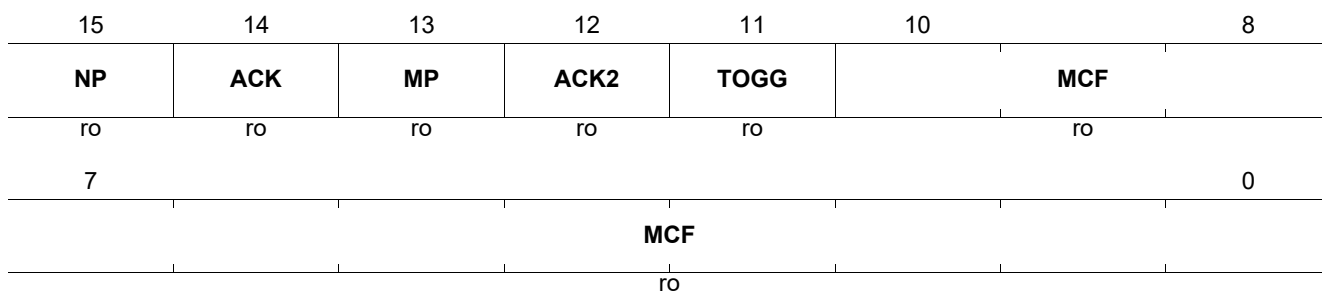 15 14 13 12 11 10 8
NP ACK MP ACK2 TOGG MCF
ro ro ro ro ro ro
7 0
MCF
ro